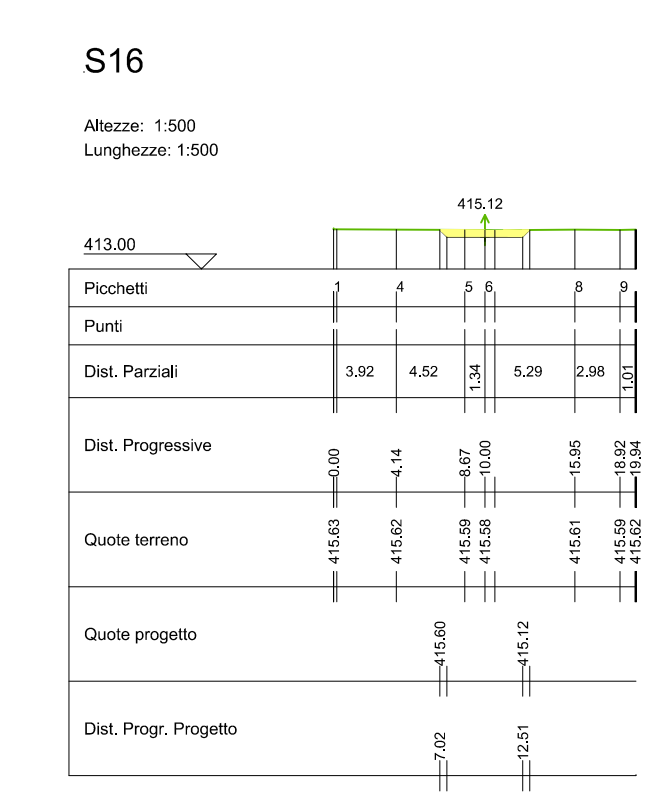 S16
Altezze: 1:500
Lunghezze: 1:500
415.12
413.00
Picchetti 1 4 5 6 8 9
Punti
Dist. Parziali 3.92 4.52 1.34 5.29 2.98 1.01
Dist. Progressive 0.00 4.14 8.67 10.00 15.95 18.92 19.94
Quote terreno 415.63 415.62 415.59 415.58 415.61 415.59 415.62
Quote progetto 415.60 415.12
Dist. Progr. Progetto 7.02 12.51